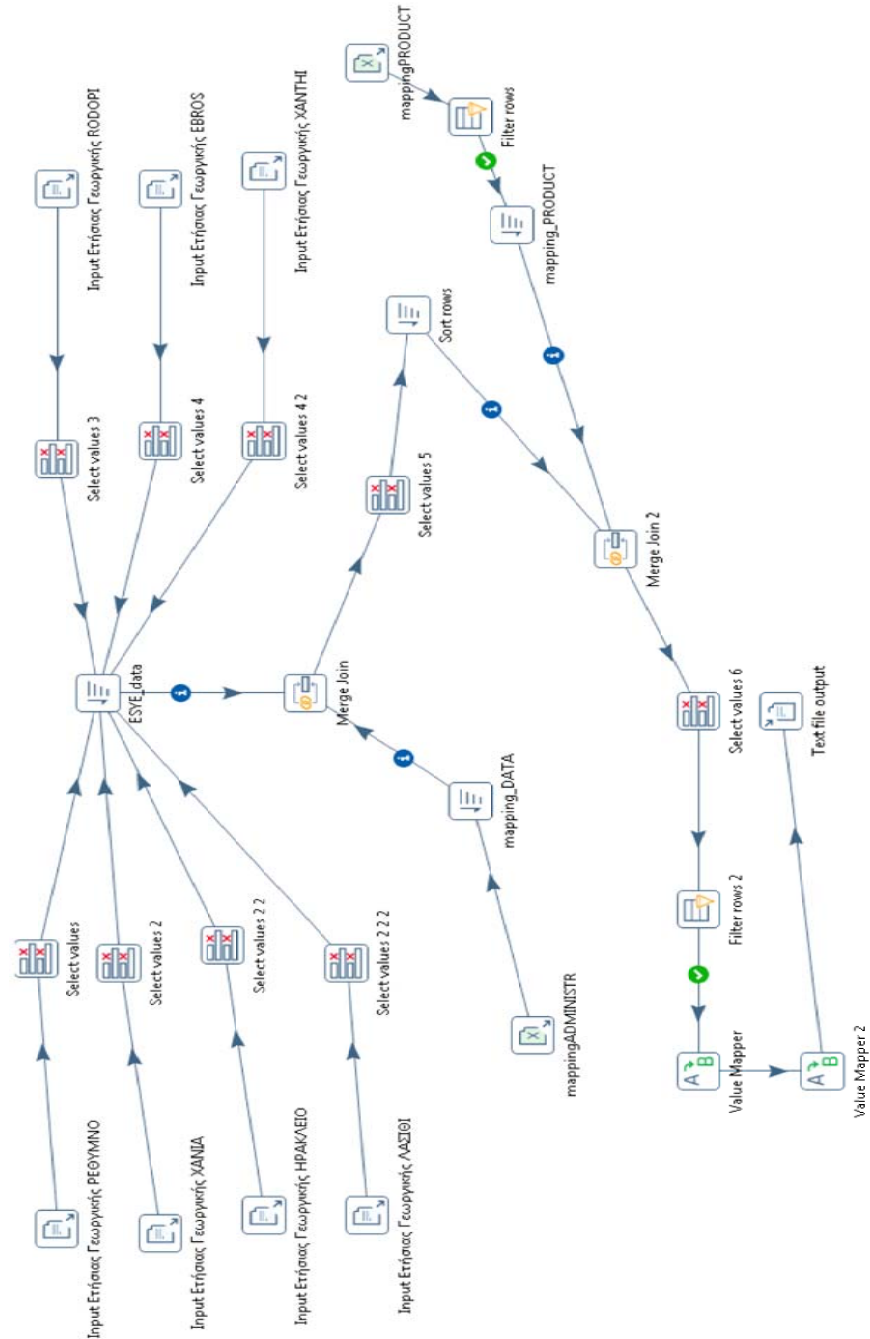 Input Ετήσιας Γεωργικής ΡΕΘΥΜΝΟ
Select values
Input Ετήσιας Γεωργικής ΧΑΝΙΑ
Select values 2
Input Ετήσιας Γεωργικής ΗΡΑΚΛΕΙΟ
Select values 2 2
Input Ετήσιας Γεωργικής ΛΑΣΙΘΙ
Select values 2 2 2
ESYE_data
Select values 3
Input Ετήσιας Γεωργικής RODOPI
Select values 4
Input Ετήσιας Γεωργικής EBROS
Select values 4 2
Input Ετήσιας Γεωργικής XANTHI
Merge Join
mapping_DATA
mappingADMINISTR
Select values 5
Sort rows
mappingPRODUCT
Filter rows
mapping_PRODUCT
Merge Join 2
Select values 6
Filter rows 2
Value Mapper
Value Mapper 2
Text file output